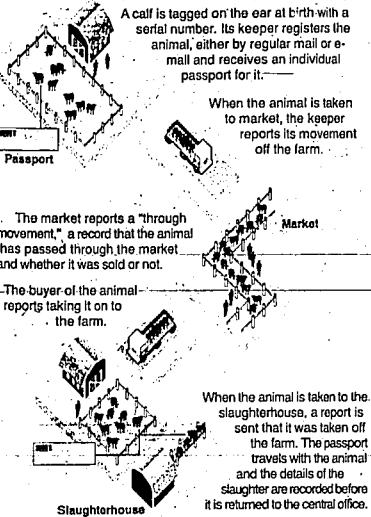 A calf is tagged on the ear at birth with a
serial number. Its keeper registers the
animal, either by regular mail or e-
mail and receives an individual
passport for it.
When the animal is taken
to market, the keeper
reports its movement
off the farm.
Passport
The market reports a "through
movement,", a record that the animal
has passed through the market
and whether it was sold or not.
Market
The buyer of the animal
reports taking it on to
the farm.
When the animal is taken to the
slaughterhouse, a report is
sent that it was taken off
the farm. The passport
travels with the animal
and the details of the
slaughter are recorded before
it is returned to the central office.
Slaughterhouse